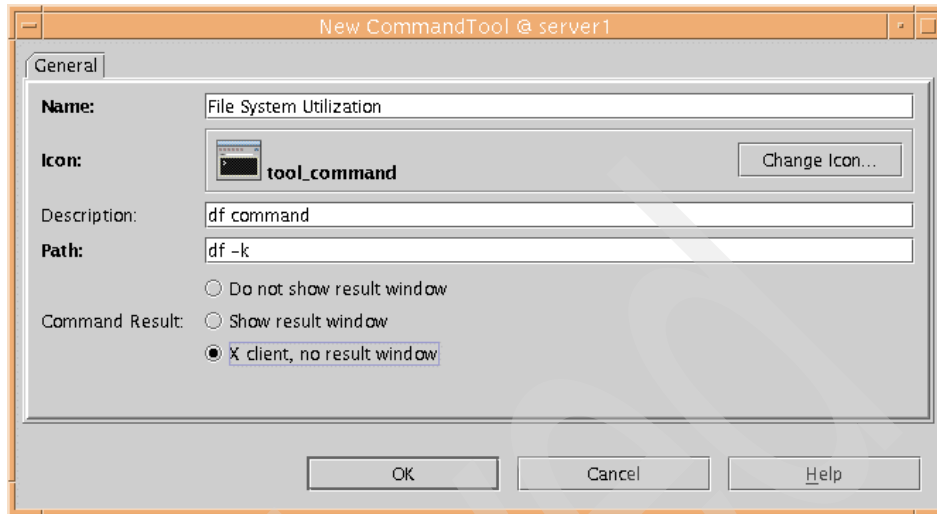 New CommandTool @ server1
General
Name: File System Utilization
Icon: tool_command Change Icon...
Description: df command
Path: df -k
Do not show result window
Command Result: Show result window
X client, no result window
OK Cancel Help